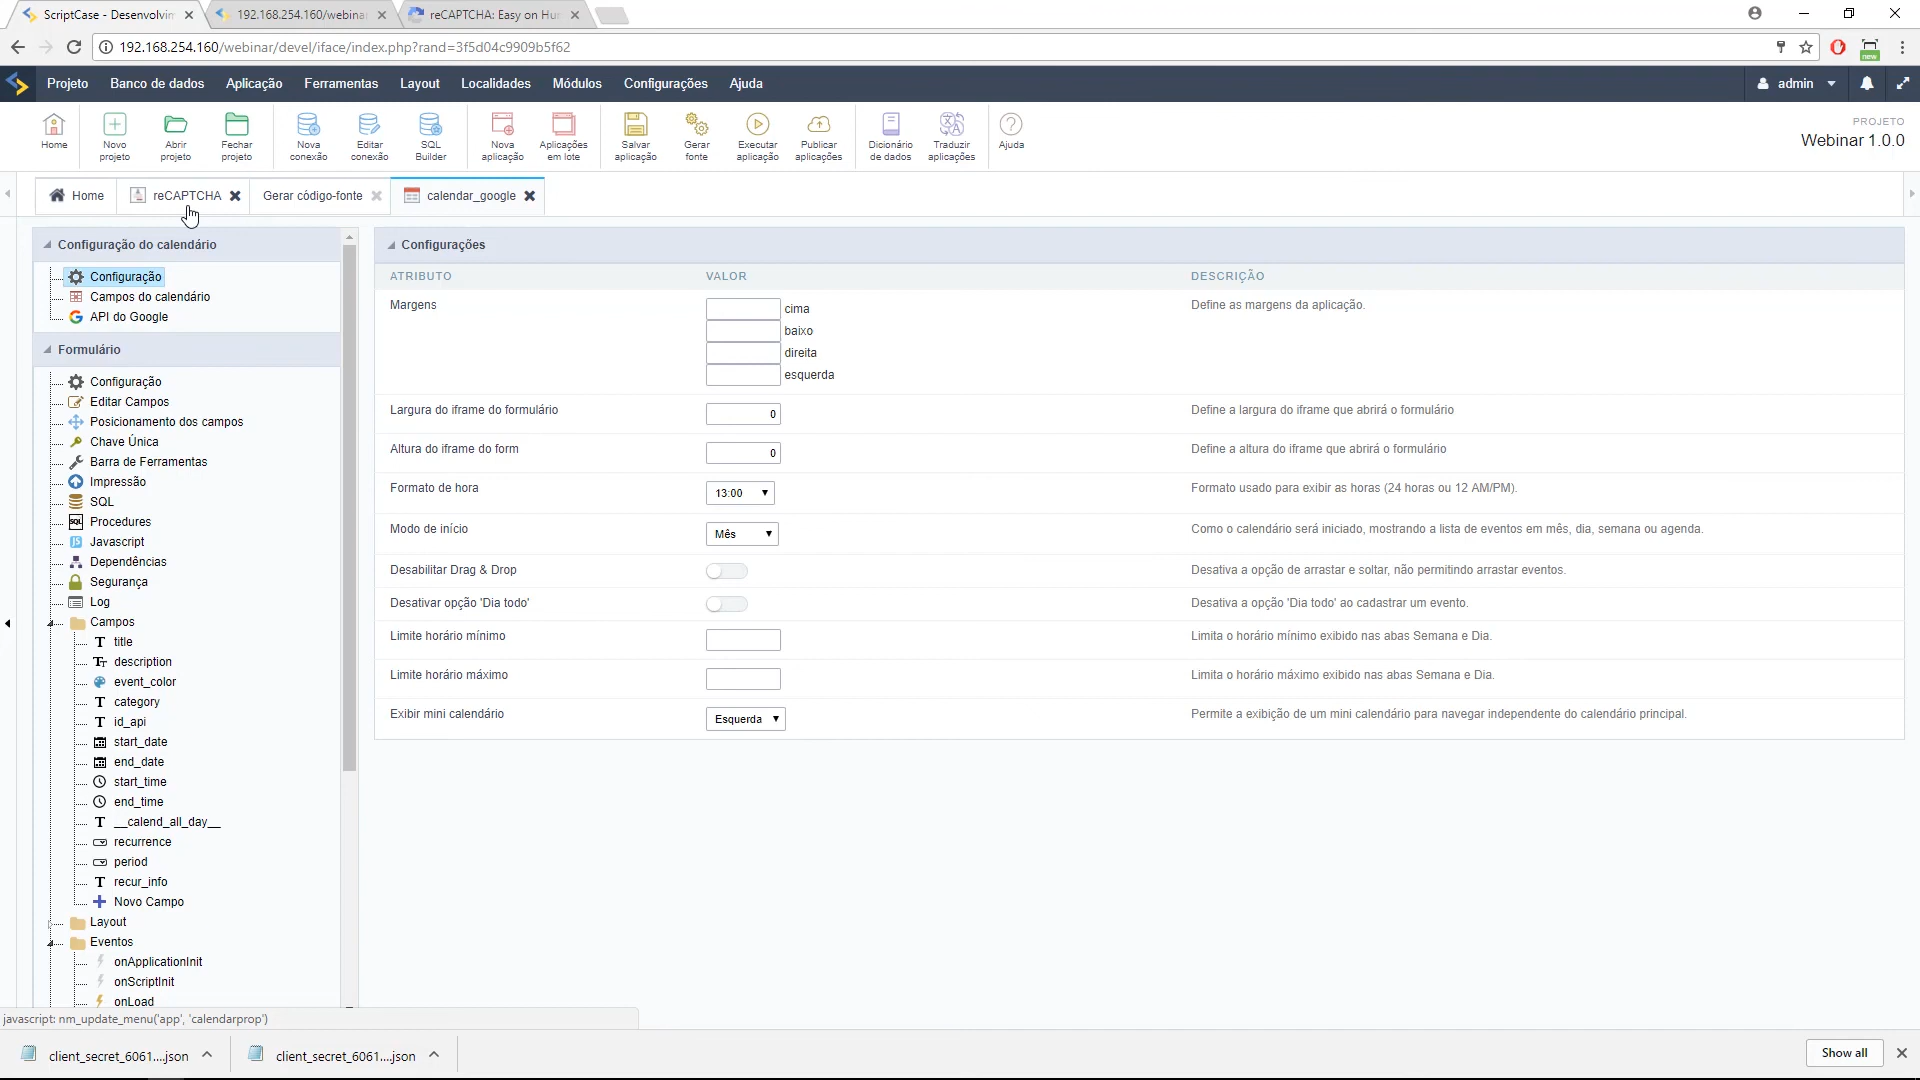 ScriptCase - Desenvolvim
192.168.254.160/webinar
reCAPTCHA: Easy on Hu
192.168.254.160/webinar/devel/iface/index.php?rand=3f5d04c9909b5f62
new
Projeto
Banco de dados
Aplicação
Ferramentas
Layout
Localidades
Módulos
Configurações
Ajuda
admin
Home
Novo projeto
Abrir projeto
Fechar projeto
Nova conexão
Editar conexão
SQL Builder
Nova aplicação
Aplicações em lote
Salvar aplicação
Gerar fonte
Executar aplicação
Publicar aplicações
Dicionário de dados
Traduzir aplicações
Ajuda
PROJETO
Webinar 1.0.0
Home
reCAPTCHA
Gerar código-fonte
calendar_google
Configuração do calendário
Configuração
Campos do calendário
API do Google
Formulário
Configuração
Editar Campos
Posicionamento dos campos
Chave Única
Barra de Ferramentas
Impressão
SQL
Procedures
Javascript
Dependências
Segurança
Log
Campos
title
description
event_color
category
id_api
start_date
end_date
start_time
end_time
__calend_all_day__
recurrence
period
recur_info
Novo Campo
Layout
Eventos
onApplicationInit
onScriptInit
onLoad
Configurações
ATRIBUTO VALOR DESCRIÇÃO
Margens cima Define as margens da aplicação.
baixo
direita
esquerda
Largura do iframe do formulário 0 Define a largura do iframe que abrirá o formulário
Altura do iframe do form 0 Define a altura do iframe que abrirá o formulário
Formato de hora 13:00 Formato usado para exibir as horas (24 horas ou 12 AM/PM).
Modo de início Mês Como o calendário será iniciado, mostrando a lista de eventos em mês, dia, semana ou agenda.
Desabilitar Drag & Drop Desativa a opção de arrastar e soltar, não permitindo arrastar eventos.
Desativar opção 'Dia todo' Desativa a opção 'Dia todo' ao cadastrar um evento.
Limite horário mínimo Limita o horário mínimo exibido nas abas Semana e Dia.
Limite horário máximo Limita o horário máximo exibido nas abas Semana e Dia.
Exibir mini calendário Esquerda Permite a exibição de um mini calendário para navegar independente do calendário principal.
javascript: nm_update_menu('app', 'calendarprop')
client_secret_6061....json
client_secret_6061....json
Show all